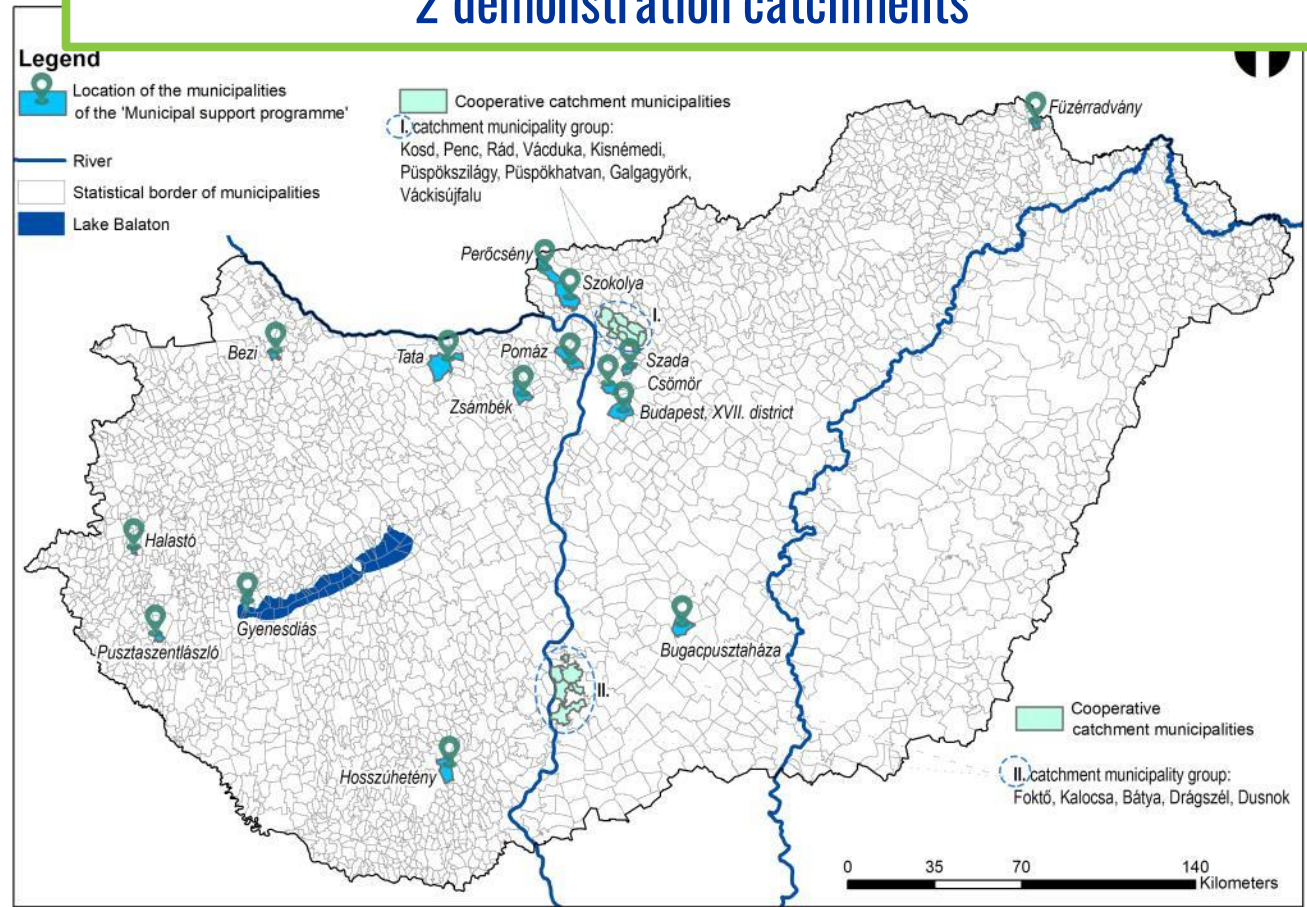 2 demonstration catchments
Legend
Location of the municipalities
of the 'Municipal support programme'
River
Statistical border of municipalities
Lake Balaton
Cooperative catchment municipalities
I. catchment municipality group:
Kosd, Penc, Rád, Vácduka, Kisnémedi,
Püspökszilágy, Püspökhatvan, Galgagyörk,
Váckisújfalu
Füzérradvány
Perőcsény
Szokolya
I.
Bezi
Tata
Pomáz
Szada
Zsámbék
Csömör
Budapest, XVII. district
Halastó
Gyenesdiás
Pusztaszentlászló
Bugacpusztaháza
II.
Hosszúhetény
Cooperative
catchment municipalities
II. catchment municipality group:
Foktő, Kalocsa, Bátya, Drágszél, Dusnok
0 35 70 140
Kilometers